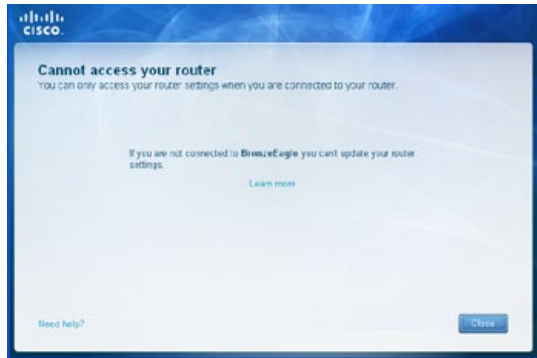 CISCO.
Cannot access your router
You can only access your router settings when you are connected to your router.
If you are not connected to BronzeEagle you can't update your router
settings.
Learn more
Need help?
Close